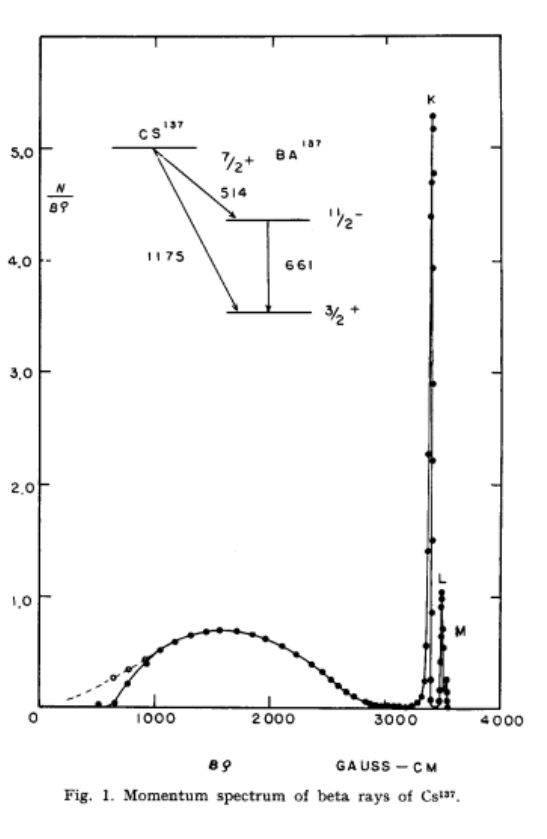 K
CS¹³⁷
7/2+ BA¹³⁷
5,0
N/Bρ
514
11/2-
4,0
1175
661
3/2+
3,0
2,0
L
1,0
M
0 1000 2000 3000 4000
Bρ GAUSS-CM
Fig. 1. Momentum spectrum of beta rays of Cs¹³⁷.